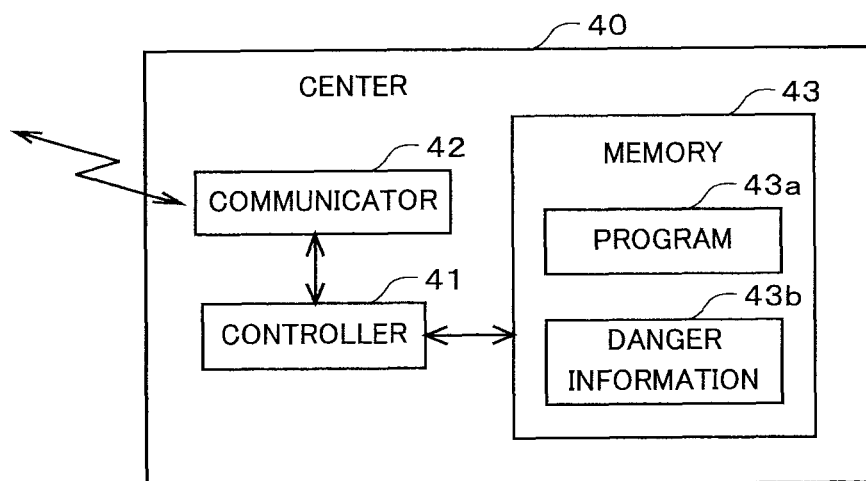 40
CENTER
43
MEMORY
42
COMMUNICATOR
43a
PROGRAM
41
CONTROLLER
43b
DANGER
INFORMATION